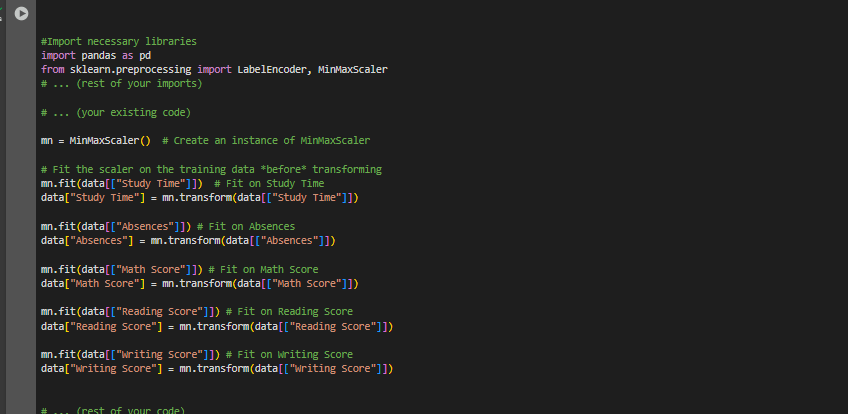 #Import necessary libraries
import pandas as pd
from sklearn.preprocessing import LabelEncoder, MinMaxScaler
# ... (rest of your imports)
# ... (your existing code)
mn = MinMaxScaler()  # Create an instance of MinMaxScaler
# Fit the scaler on the training data *before* transforming
mn.fit(data[["Study Time"]])  # Fit on Study Time
data["Study Time"] = mn.transform(data[["Study Time"]])
mn.fit(data[["Absences"]]) # Fit on Absences
data["Absences"] = mn.transform(data[["Absences"]])
mn.fit(data[["Math Score"]]) # Fit on Math Score
data["Math Score"] = mn.transform(data[["Math Score"]])
mn.fit(data[["Reading Score"]]) # Fit on Reading Score
data["Reading Score"] = mn.transform(data[["Reading Score"]])
mn.fit(data[["Writing Score"]]) # Fit on Writing Score
data["Writing Score"] = mn.transform(data[["Writing Score"]])
# ... (rest of your code)